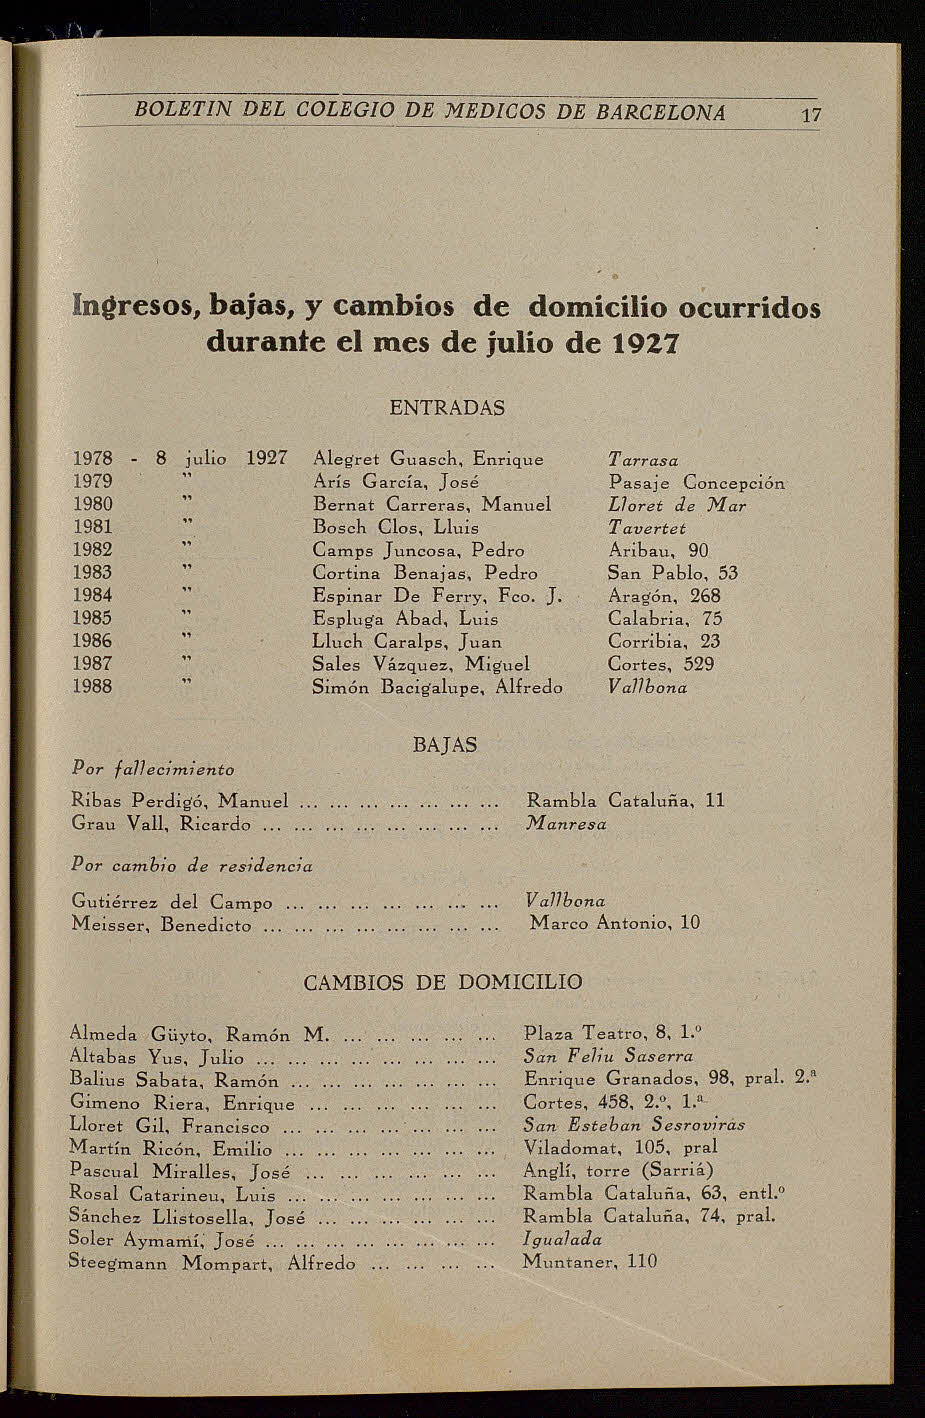 BOLETIN DEL COLEGIO DE MEDICOS DE BARCELONA 17
Ingresos, bajas, y cambios de domicilio ocurridos
durante el mes de julio de 1927
ENTRADAS
1978 - 8 julio 1927 Alegret Guasch, Enrique Tarrasa
1979 " Arís García, José Pasaje Concepción
1980 " Bernat Carreras, Manuel Lloret de Mar
1981 " Bosch Clos, Lluis Tavertet
1982 " Camps Juncosa, Pedro Aribau, 90
1983 " Cortina Benajas, Pedro San Pablo, 53
1984 " Espinar De Ferry, Fco. J. Aragón, 268
1985 " Espluga Abad, Luis Calabria, 75
1986 " Lluch Caralps, Juan Corribia, 23
1987 " Sales Vázquez, Miguel Cortes, 529
1988 " Simón Bacigalupe, Alfredo Vallbona
BAJAS
Por fallecimiento
Ribas Perdigó, Manuel ... ... ... ... ... ... ... Rambla Cataluña, 11
Grau Vall, Ricardo ... ... ... ... ... ... ... ... Manresa
Por cambio de residencia
Gutiérrez del Campo ... ... ... ... ... ... ... Vallbona
Meisser, Benedicto ... ... ... ... ... ... ... ... Marco Antonio, 10
CAMBIOS DE DOMICILIO
Almeda Güyto, Ramón M. ... ... ... ... ... Plaza Teatro, 8, 1.º
Altabas Yus, Julio ... ... ... ... ... ... ... ... San Feliu Saserra
Balius Sabata, Ramón ... ... ... ... ... ... ... Enrique Granados, 98, pral. 2.ª
Gimeno Riera, Enrique ... ... ... ... ... ... Cortes, 458, 2.º, 1.ª
Lloret Gil, Francisco ... ... ... ... ... ... ... San Esteban Sesroviras
Martín Ricón, Emilio ... ... ... ... ... ... ... Viladomat, 105, pral
Pascual Miralles, José ... ... ... ... ... ... Anglí, torre (Sarriá)
Rosal Catarineu, Luis ... ... ... ... ... ... ... Rambla Cataluña, 63, entl.º
Sánchez Llistosella, José ... ... ... ... ... ... Rambla Cataluña, 74, pral.
Soler Aymamí, José ... ... ... ... ... ... ... ... Igualada
Steegmann Mompart, Alfredo ... ... ... ... Muntaner, 110